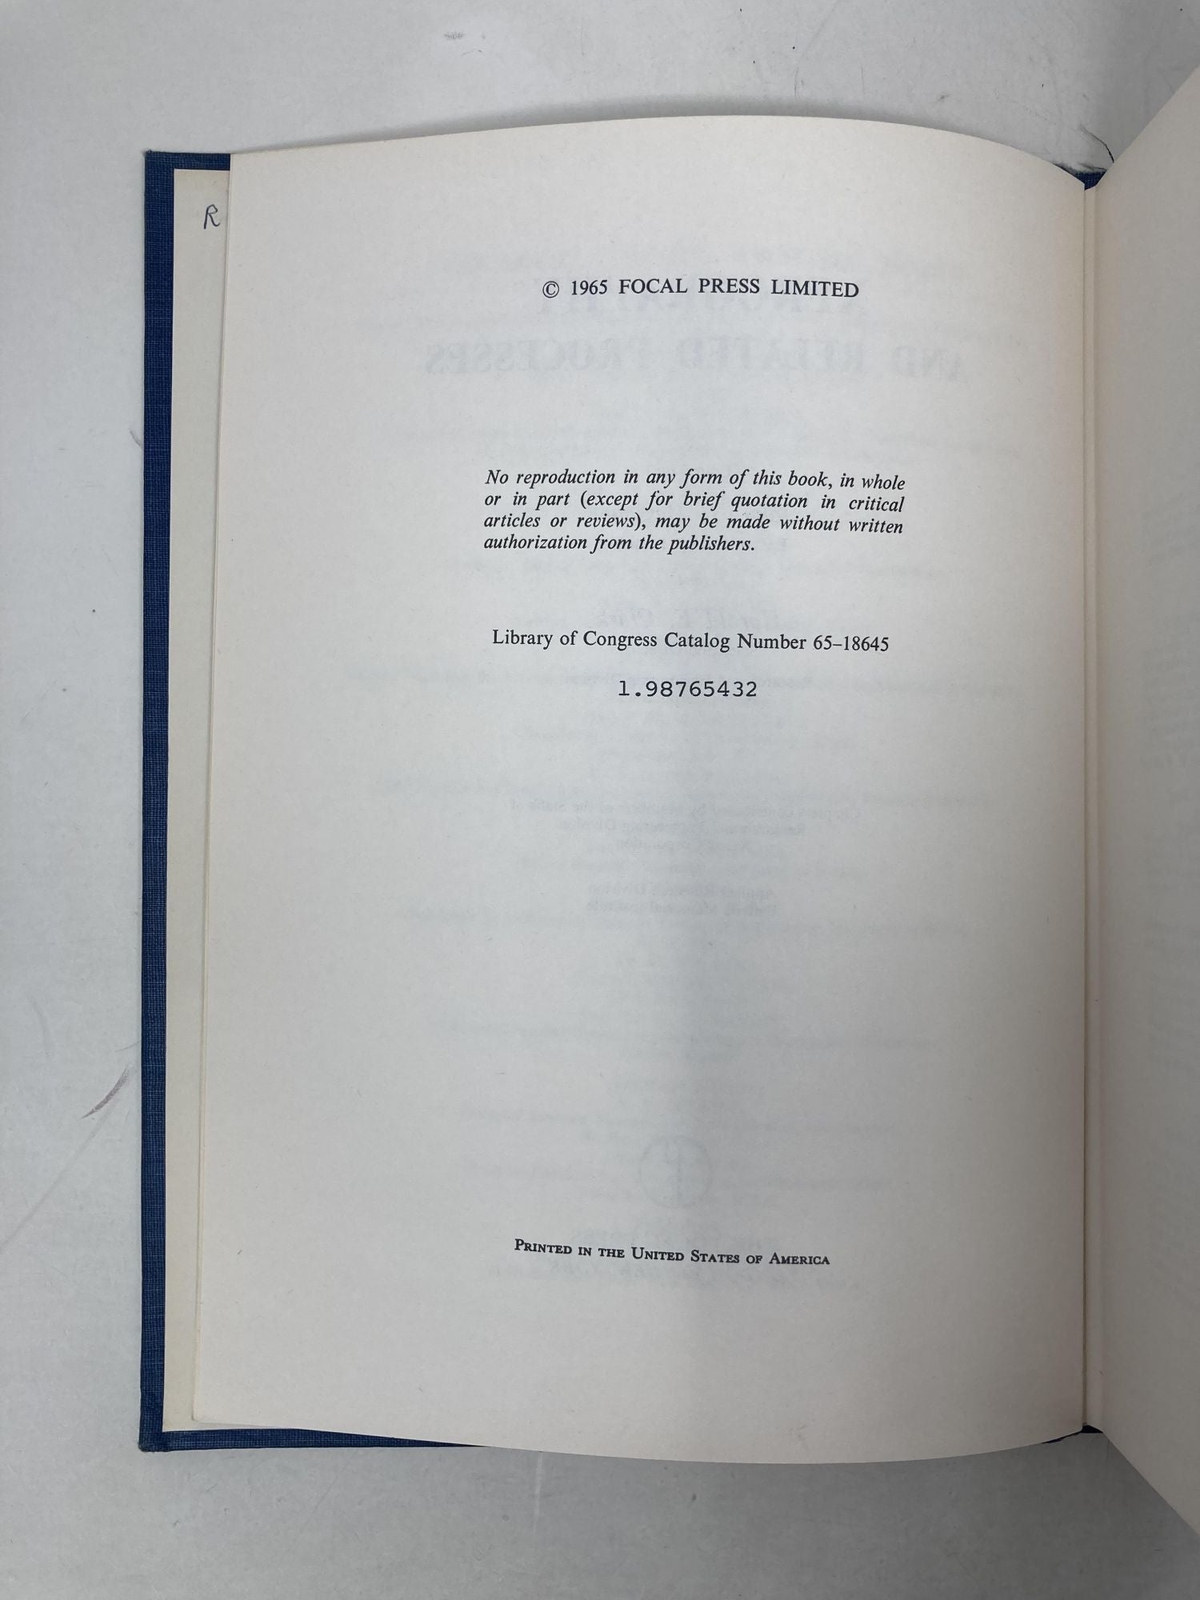 R
© 1965 FOCAL PRESS LIMITED
No reproduction in any form of this book, in whole
or in part (except for brief quotation in critical
articles or reviews), may be made without written
authorization from the publishers.
Library of Congress Catalog Number 65–18645
1.98765432
PRINTED IN THE UNITED STATES OF AMERICA